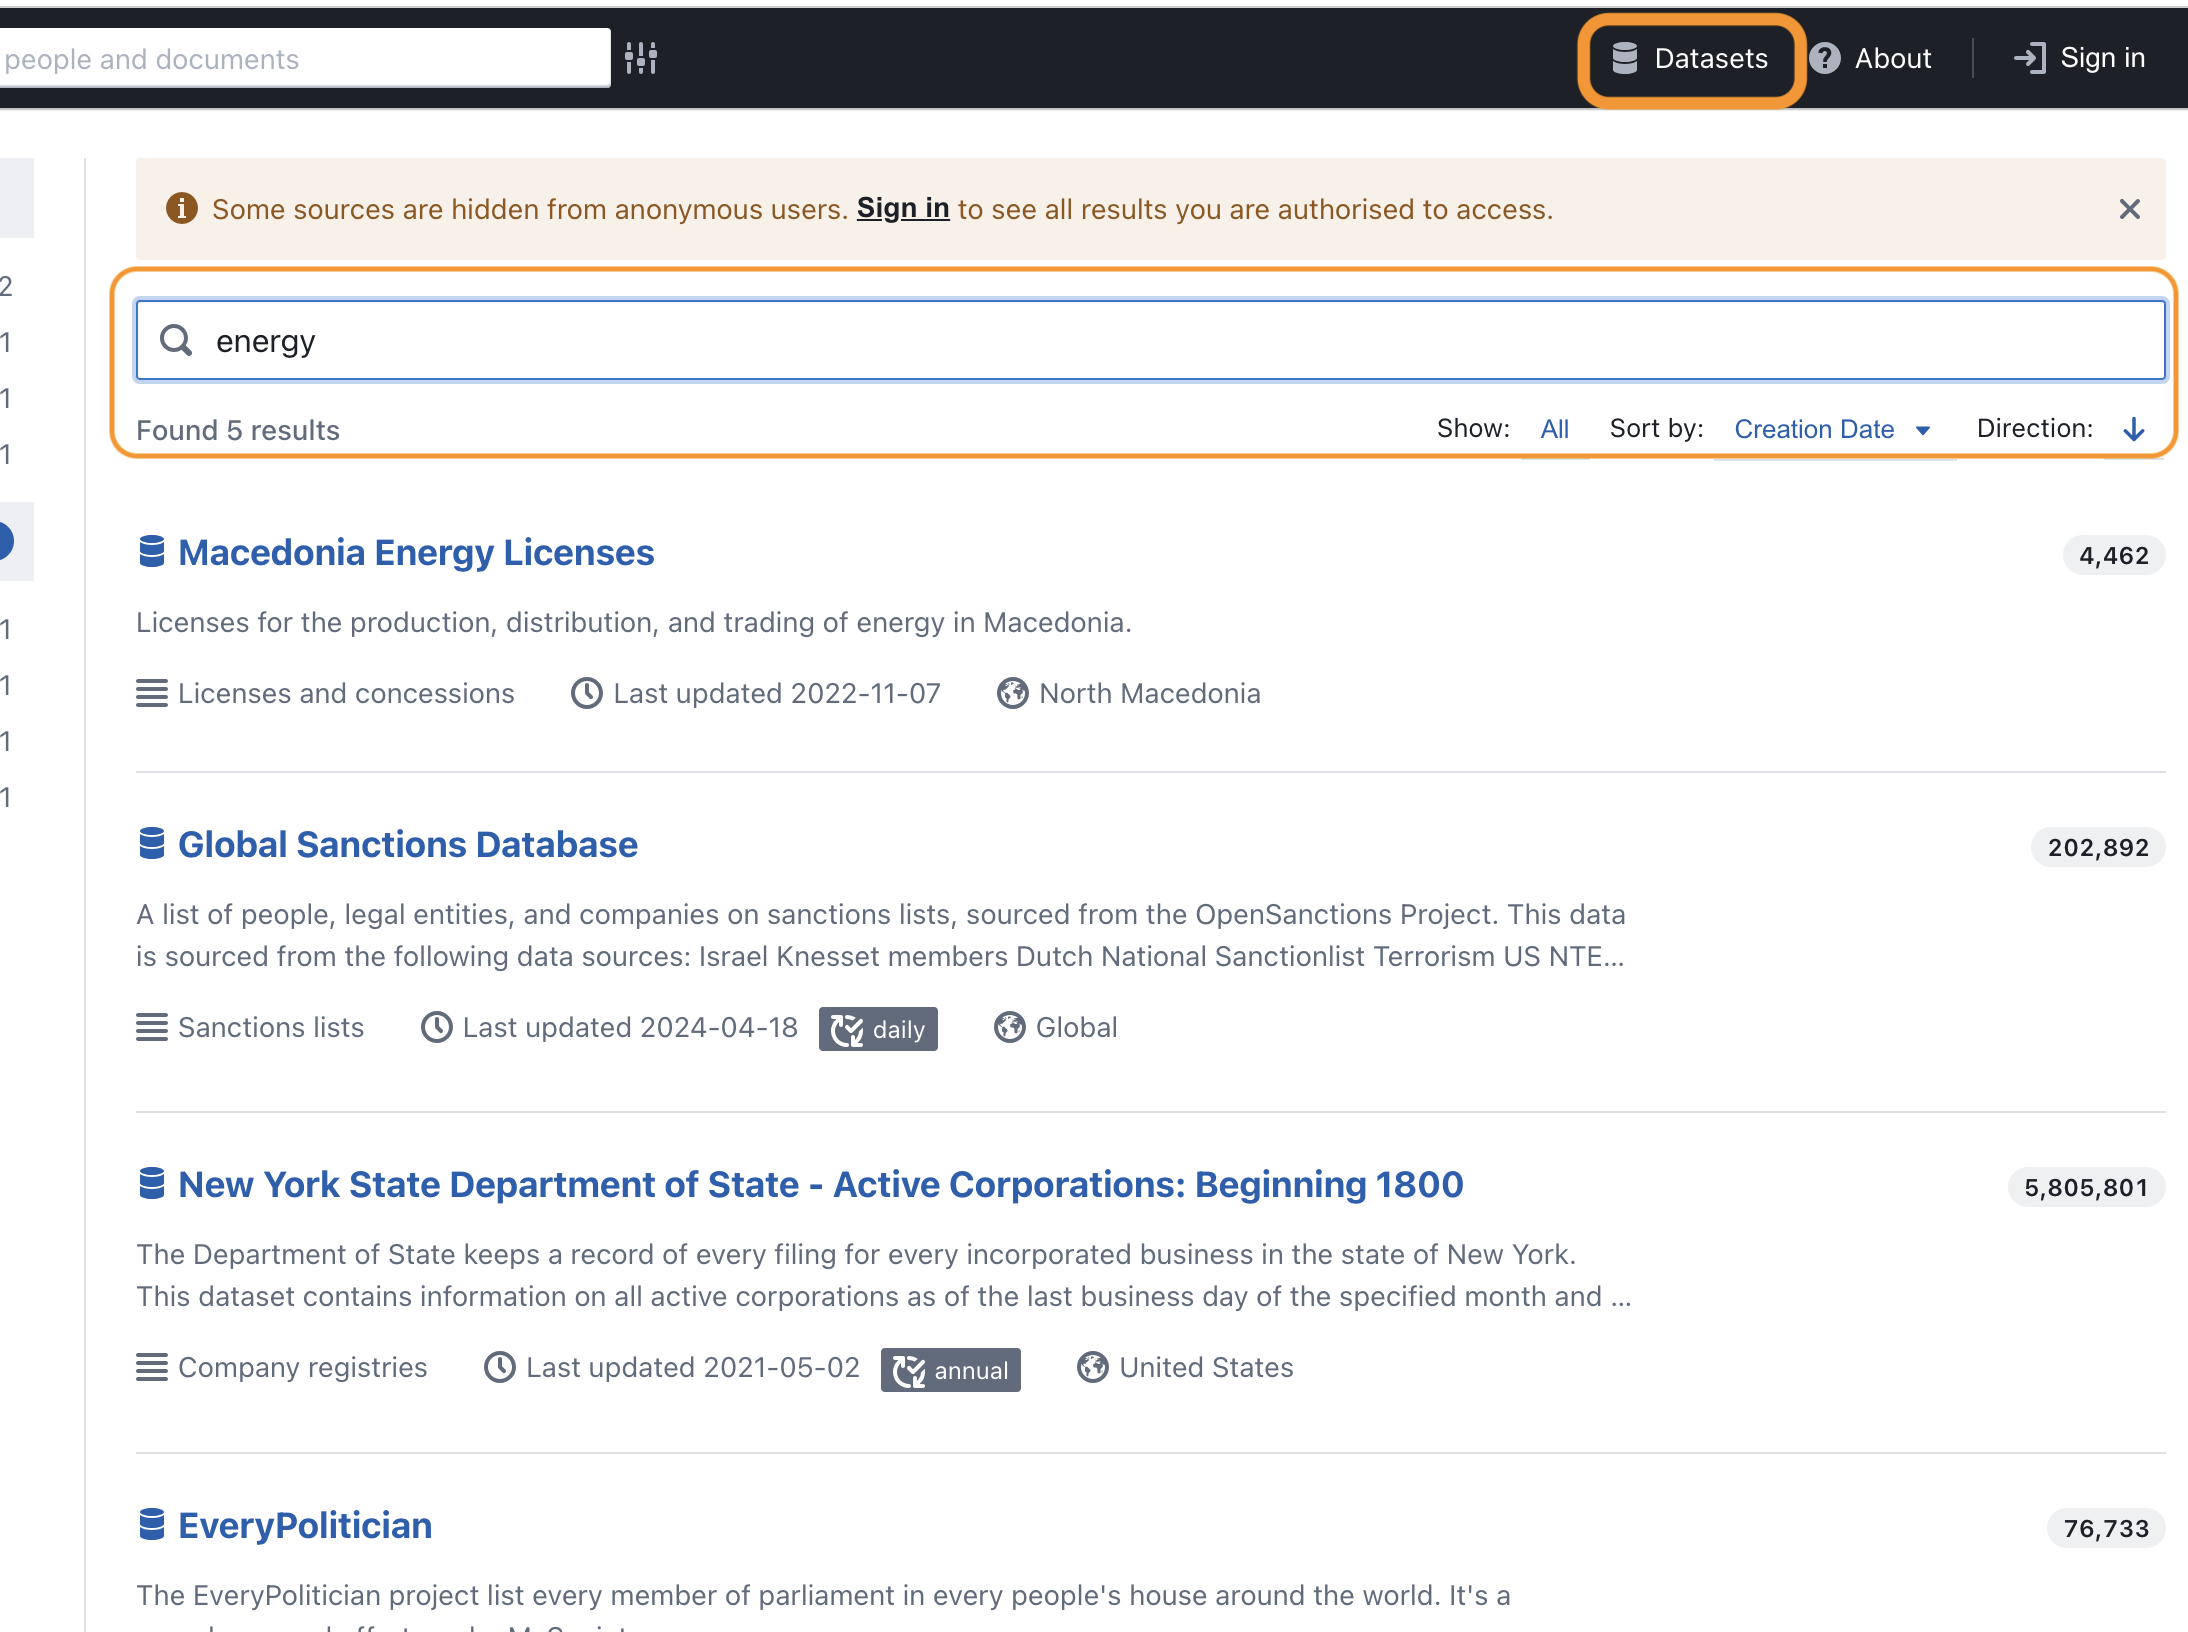 people and documents
Datasets
About
Sign in
Some sources are hidden from anonymous users. Sign in to see all results you are authorised to access.
energy
Found 5 results
Show: All Sort by: Creation Date Direction:
2
1
1
1
1
1
1
1
Macedonia Energy Licenses
4,462
Licenses for the production, distribution, and trading of energy in Macedonia.
Licenses and concessions Last updated 2022-11-07 North Macedonia
Global Sanctions Database
202,892
A list of people, legal entities, and companies on sanctions lists, sourced from the OpenSanctions Project. This data
is sourced from the following data sources: Israel Knesset members Dutch National Sanctionlist Terrorism US NTE...
Sanctions lists Last updated 2024-04-18 daily Global
New York State Department of State - Active Corporations: Beginning 1800
5,805,801
The Department of State keeps a record of every filing for every incorporated business in the state of New York.
This dataset contains information on all active corporations as of the last business day of the specified month and ...
Company registries Last updated 2021-05-02 annual United States
EveryPolitician
76,733
The EveryPolitician project list every member of parliament in every people's house around the world. It's a